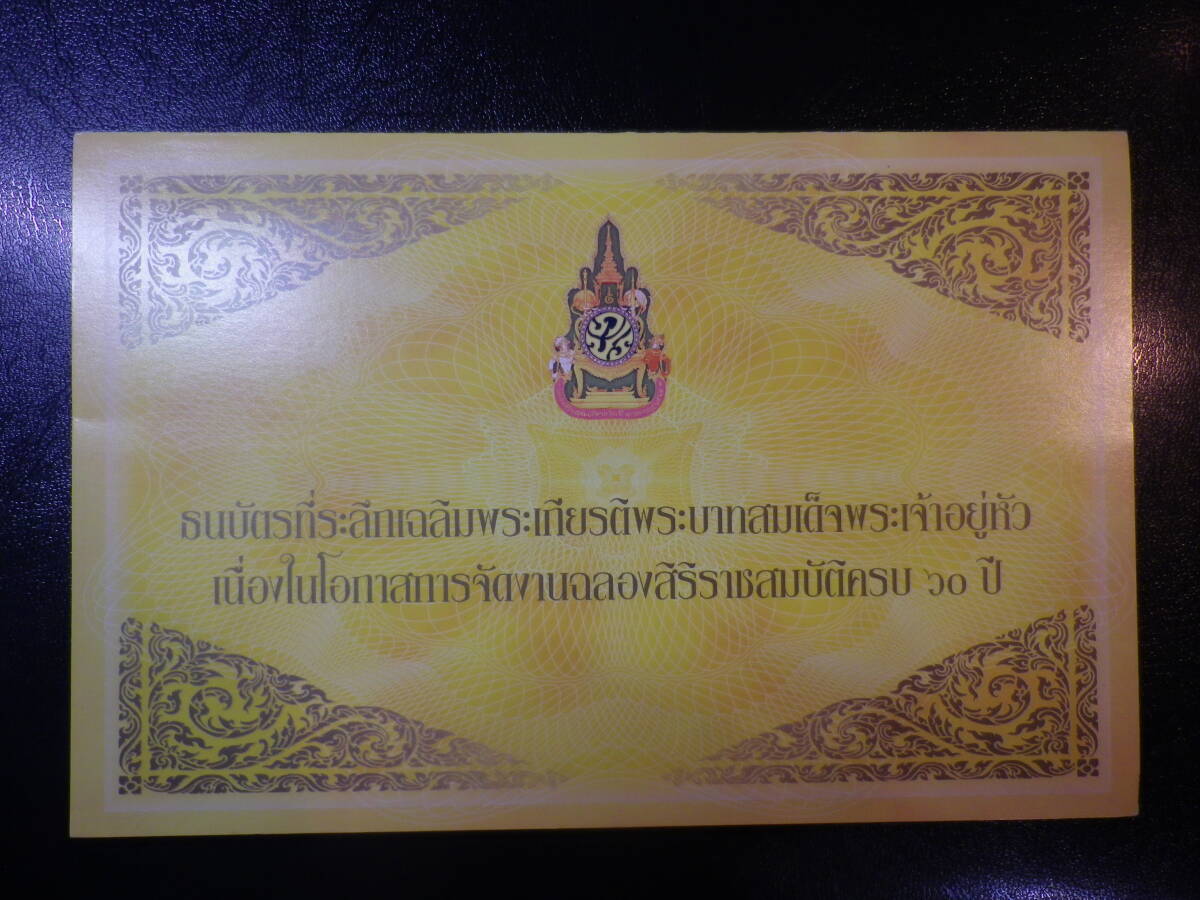 ธนบัตรที่ระลึกเฉลิมพระเกียรติพระบาทสมเด็จพระเจ้าอยู่หัว
เนื่องในโอกาสการจัดงานฉลองสิริราชสมบัติครบ ๖๐ ปี